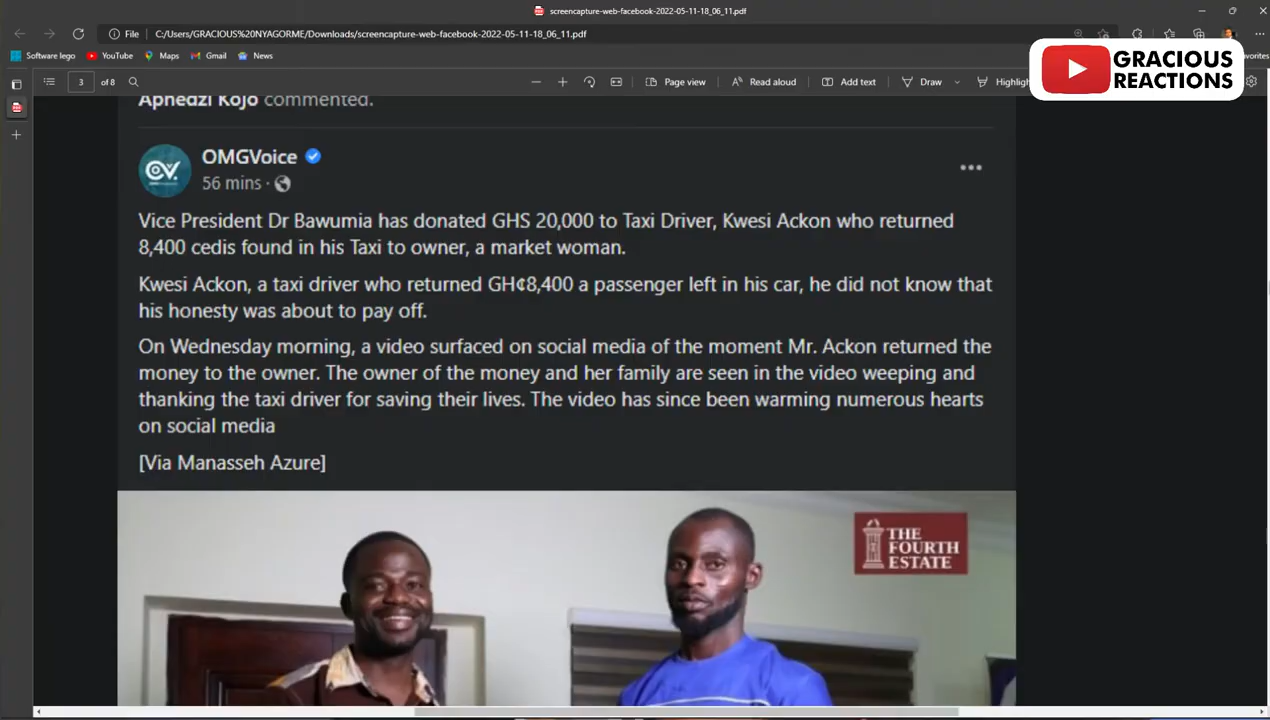 screencapture-web-facebook-2022-05-11-18_06_11.pdf
File C:/Users/GRACIOUS%20NYAGORME/Downloads/screencapture-web-facebook-2022-05-11-18_06_11.pdf
Software lego YouTube Maps Gmail News
GRACIOUS
REACTIONS
3 of 8 Page view Read aloud Add text Draw Highligh
Aphedzi Kojo commented.
OMGVoice
56 mins ·
Vice President Dr Bawumia has donated GHS 20,000 to Taxi Driver, Kwesi Ackon who returned
8,400 cedis found in his Taxi to owner, a market woman.
Kwesi Ackon, a taxi driver who returned GH¢8,400 a passenger left in his car, he did not know that
his honesty was about to pay off.
On Wednesday morning, a video surfaced on social media of the moment Mr. Ackon returned the
money to the owner. The owner of the money and her family are seen in the video weeping and
thanking the taxi driver for saving their lives. The video has since been warming numerous hearts
on social media
[Via Manasseh Azure]
THE
FOURTH
ESTATE